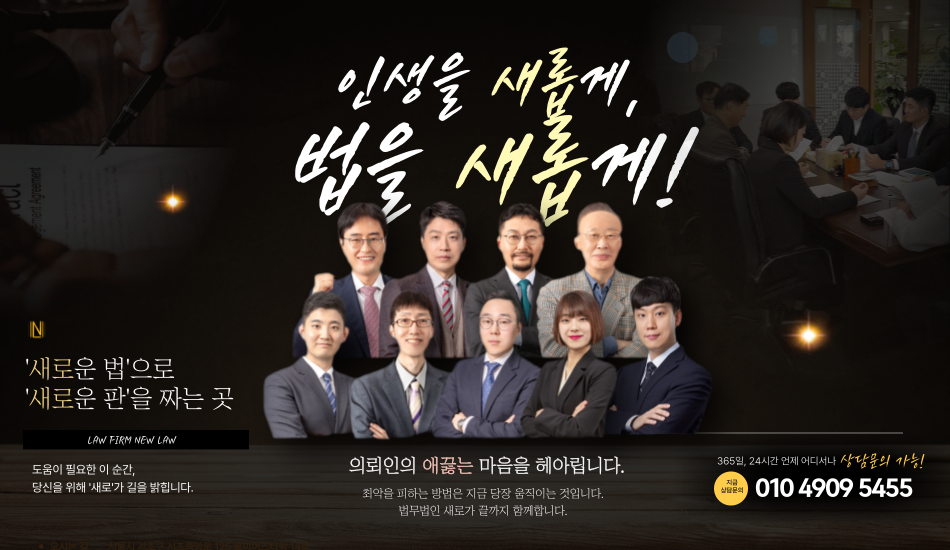 인생을 새롭게,
법을 새롭게!
N
'새로운 법'으로
'새로운 판'을 짜는 곳
LAW FIRM NEW LAW
도움이 필요한 이 순간,
당신을 위해 '새로'가 길을 밝힙니다.
의뢰인의 애끓는 마음을 헤아립니다.
최악을 피하는 방법은 지금 당장 움직이는 것입니다.
법무법인 새로가 끝까지 함께합니다.
365일, 24시간 언제 어디서나 상담문의 가능!
지금
상담문의
010 4909 5455